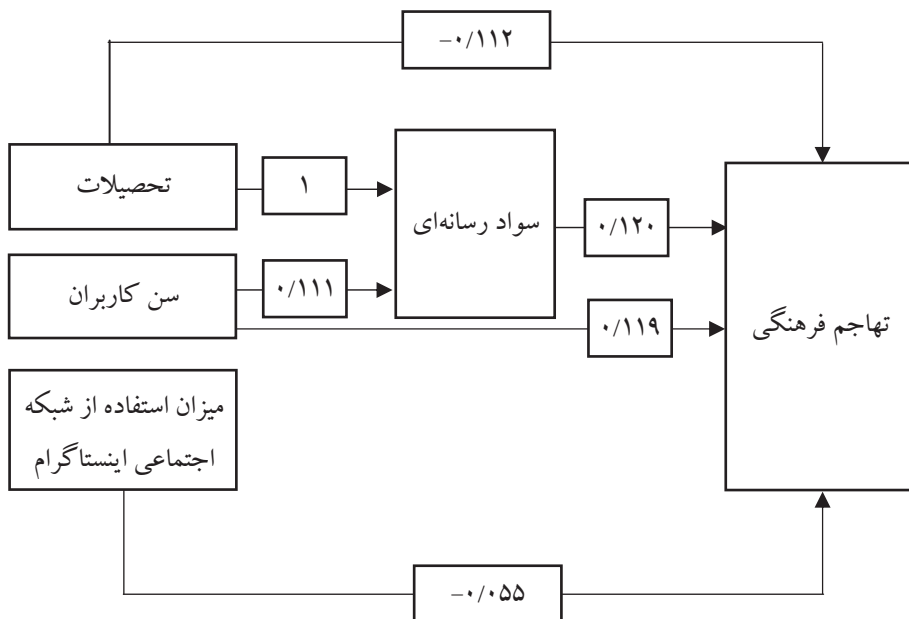 −۰/۱۱۲
تحصیلات
۱
سواد رسانه‌ای
۰/۱۲۰
تهاجم فرهنگی
سن کاربران
۰/۱۱۱
۰/۱۱۹
میزان استفاده از شبکه
اجتماعی اینستاگرام
−۰/۰۵۵